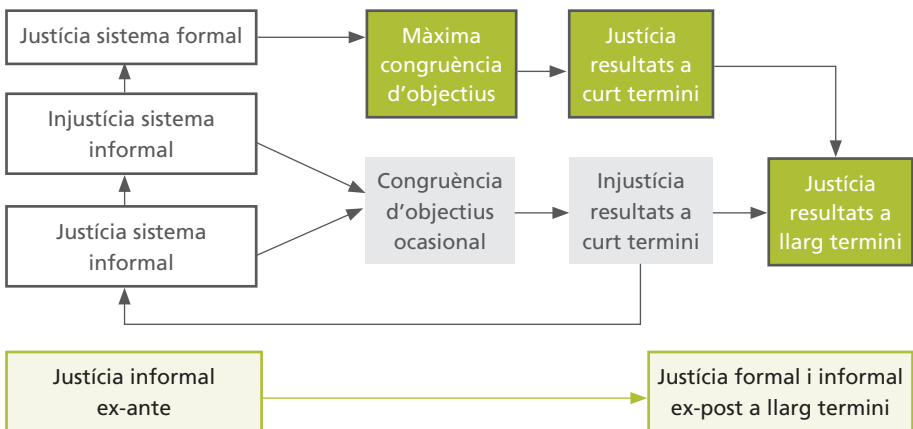 Justícia sistema formal
Màxima
congruència
d'objectius
Justícia
resultats a
curt termini
Injustícia sistema
informal
Justícia sistema
informal
Congruència
d'objectius
ocasional
Injustícia
resultats a
curt termini
Justícia
resultats a
llarg termini
Justícia informal
ex-ante
Justícia formal i informal
ex-post a llarg termini